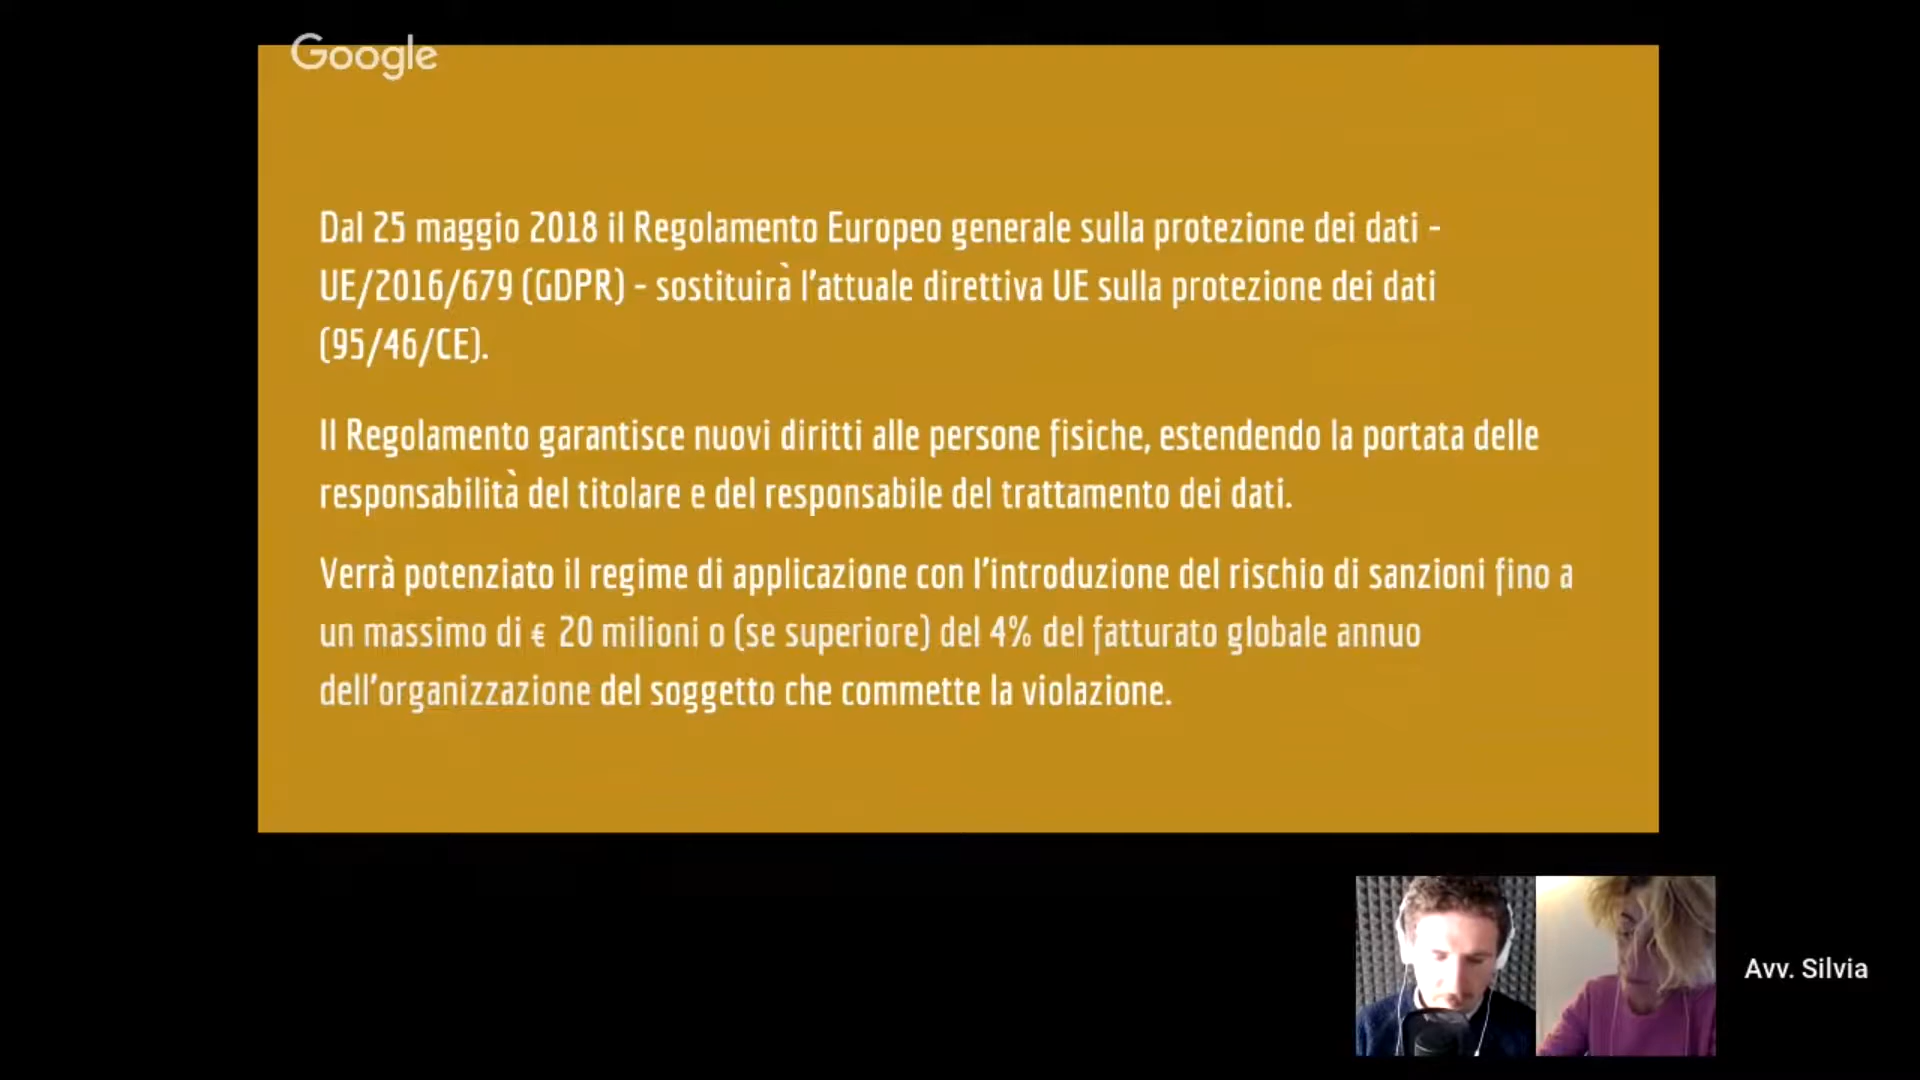 Google
Dal 25 maggio 2018 il Regolamento Europeo generale sulla protezione dei dati -
UE/2016/679 (GDPR) - sostituirà l'attuale direttiva UE sulla protezione dei dati
(95/46/CE).
Il Regolamento garantisce nuovi diritti alle persone fisiche, estendendo la portata delle
responsabilità del titolare e del responsabile del trattamento dei dati.
Verrà potenziato il regime di applicazione con l'introduzione del rischio di sanzioni fino a
un massimo di € 20 milioni o (se superiore) del 4% del fatturato globale annuo
dell'organizzazione del soggetto che commette la violazione.
Avv. Silvia